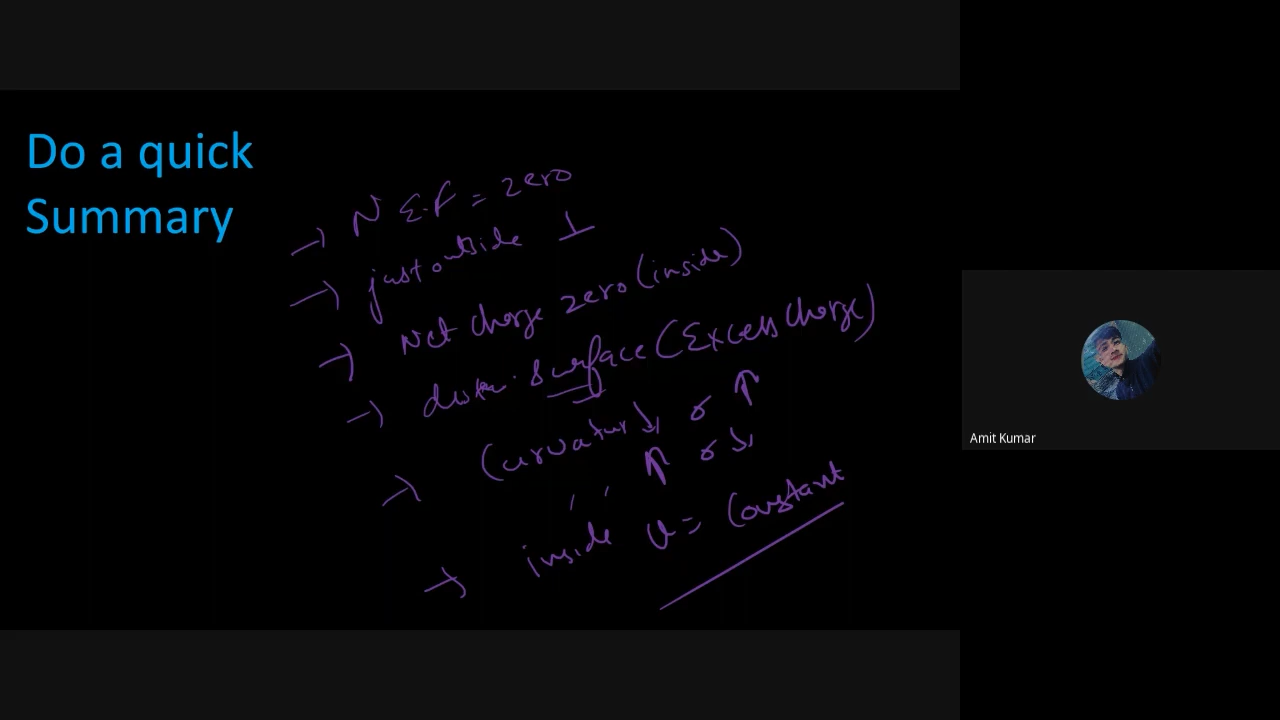 Do a quick
Summary
→ N E.F = zero
→ just outside ⊥
→ Net charge zero (inside)
→ surface (Excess charge)
→ Curvature ↓ σ ↑
" ↑ σ ↓
→ inside V = Constant
Amit Kumar